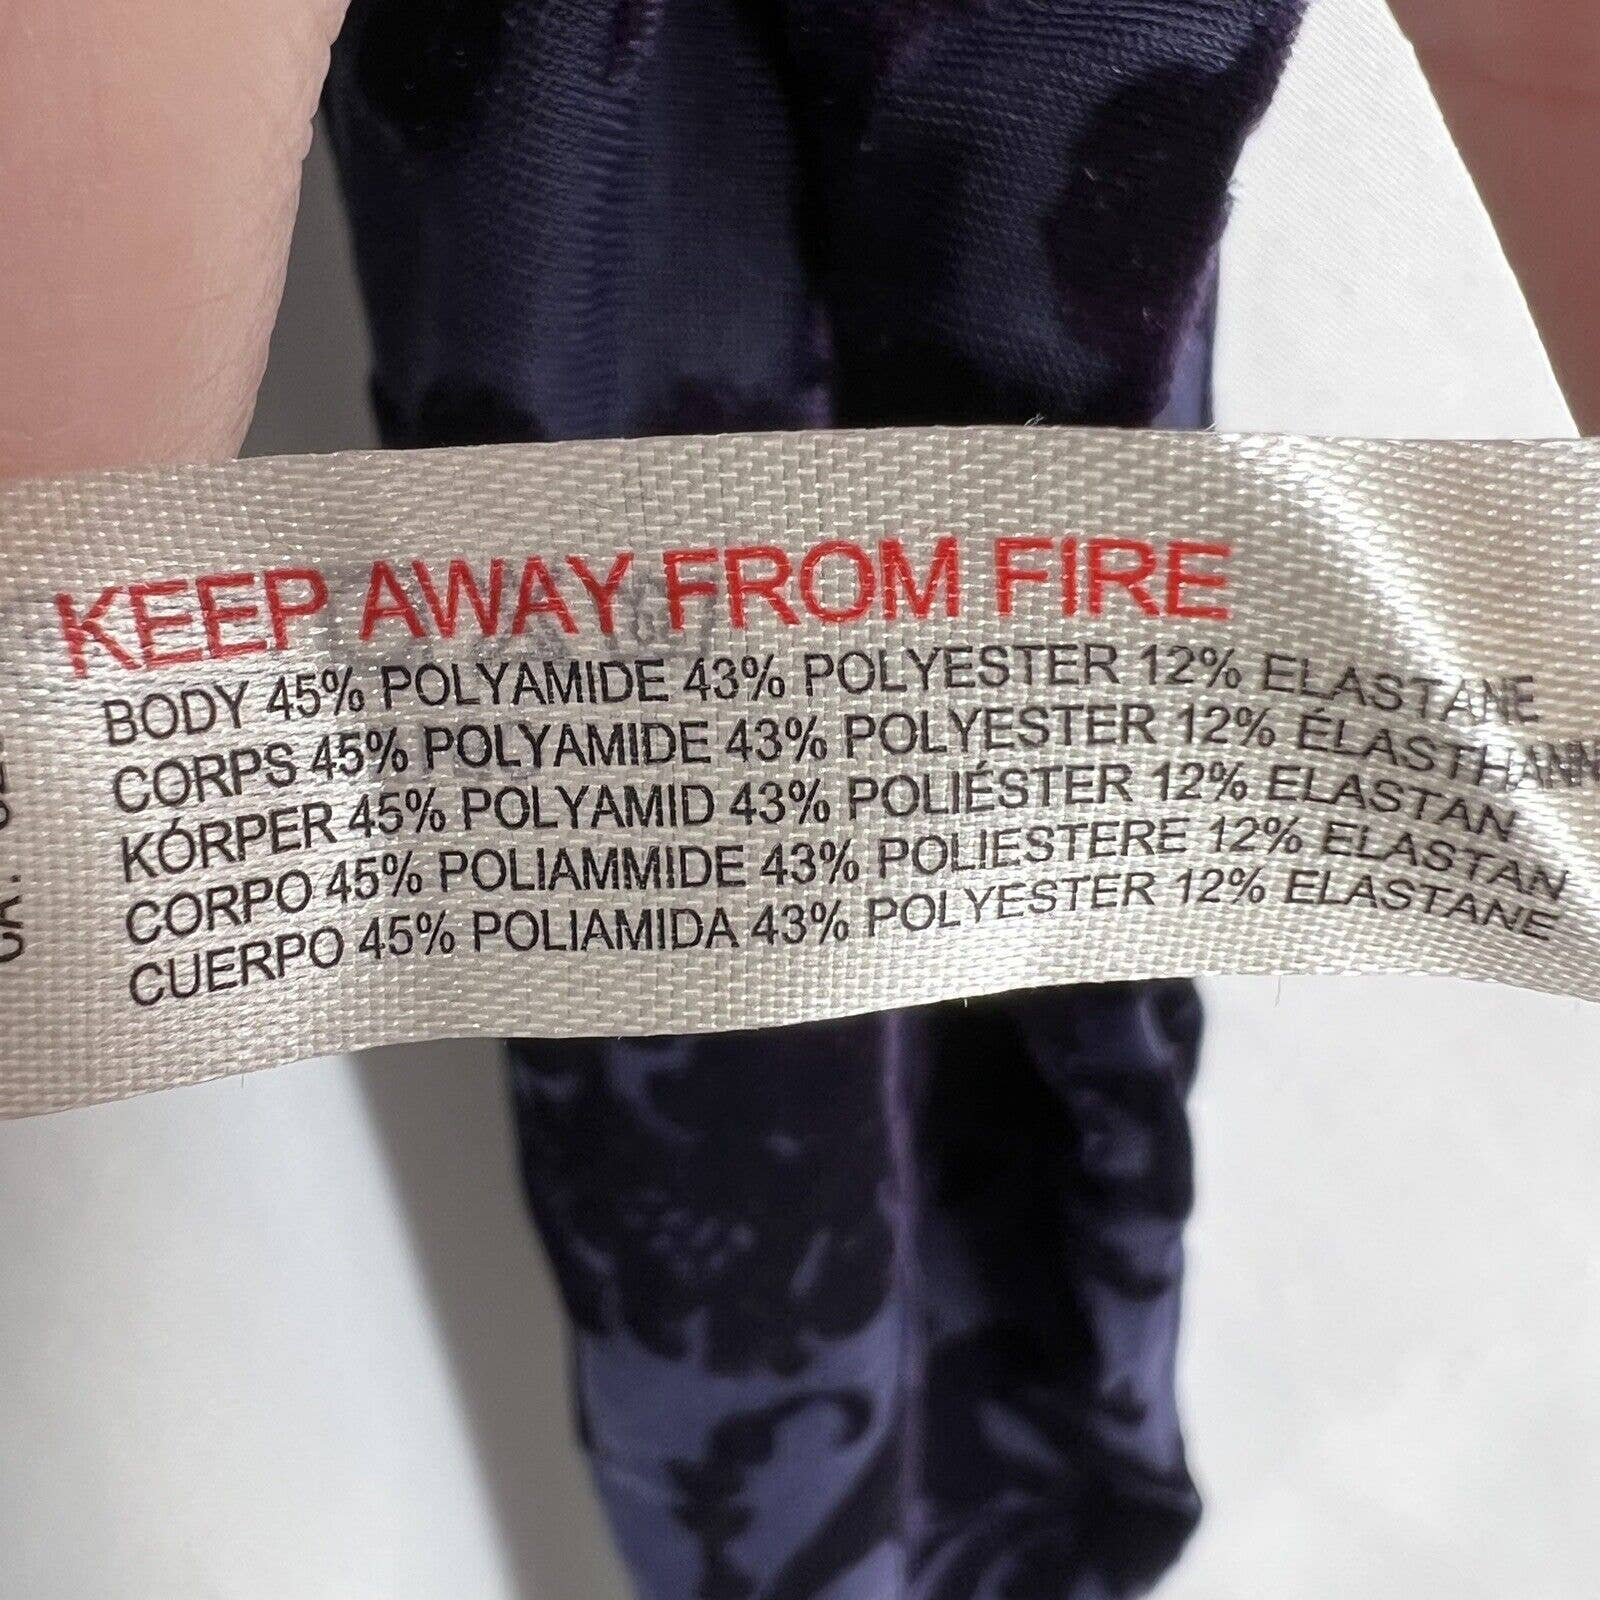 KEEP AWAY FROM FIRE
BODY 45% POLYAMIDE 43% POLYESTER 12% ELASTANE
CORPS 45% POLYAMIDE 43% POLYESTER 12% ÉLASTHANN
KÓRPER 45% POLYAMID 43% POLIÉSTER 12% ELASTAN
CORPO 45% POLIAMMIDE 43% POLIESTERE 12% ELASTAN
CUERPO 45% POLIAMIDA 43% POLYESTER 12% ELASTANE